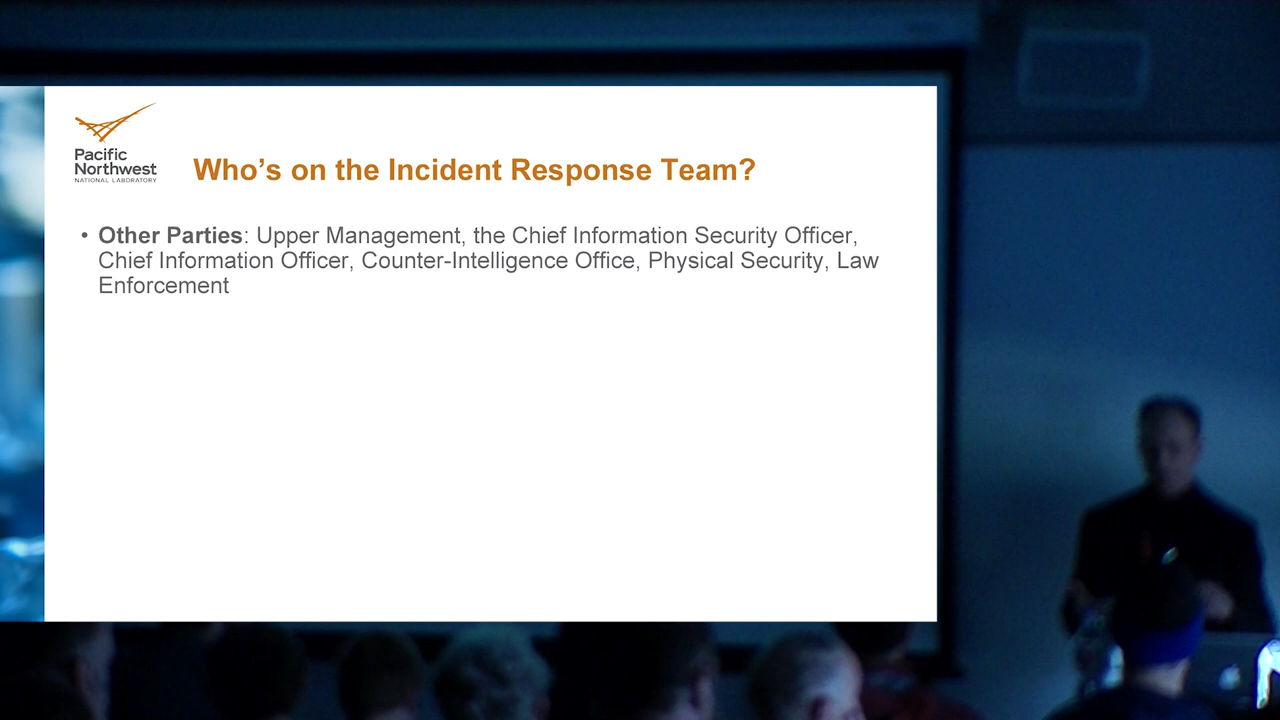 Pacific
Northwest
NATIONAL LABORATORY
Who's on the Incident Response Team?
• Other Parties: Upper Management, the Chief Information Security Officer,
Chief Information Officer, Counter-Intelligence Office, Physical Security, Law
Enforcement